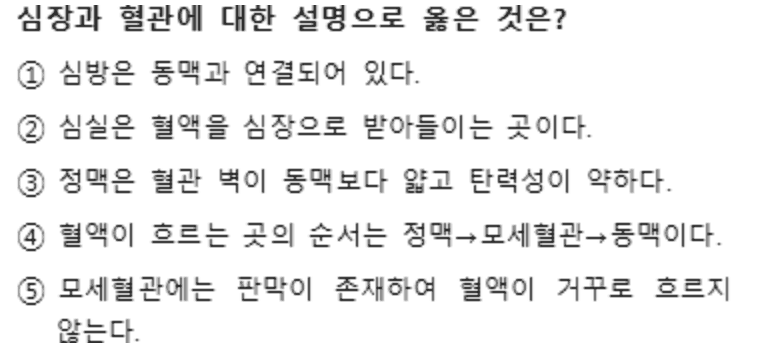 심장과 혈관에 대한 설명으로 옳은 것은?
① 심방은 동맥과 연결되어 있다.
② 심실은 혈액을 심장으로 받아들이는 곳이다.
③ 정맥은 혈관 벽이 동맥보다 얇고 탄력성이 약하다.
④ 혈액이 흐르는 곳의 순서는 정맥→모세혈관→동맥이다.
⑤ 모세혈관에는 판막이 존재하여 혈액이 거꾸로 흐르지
않는다.